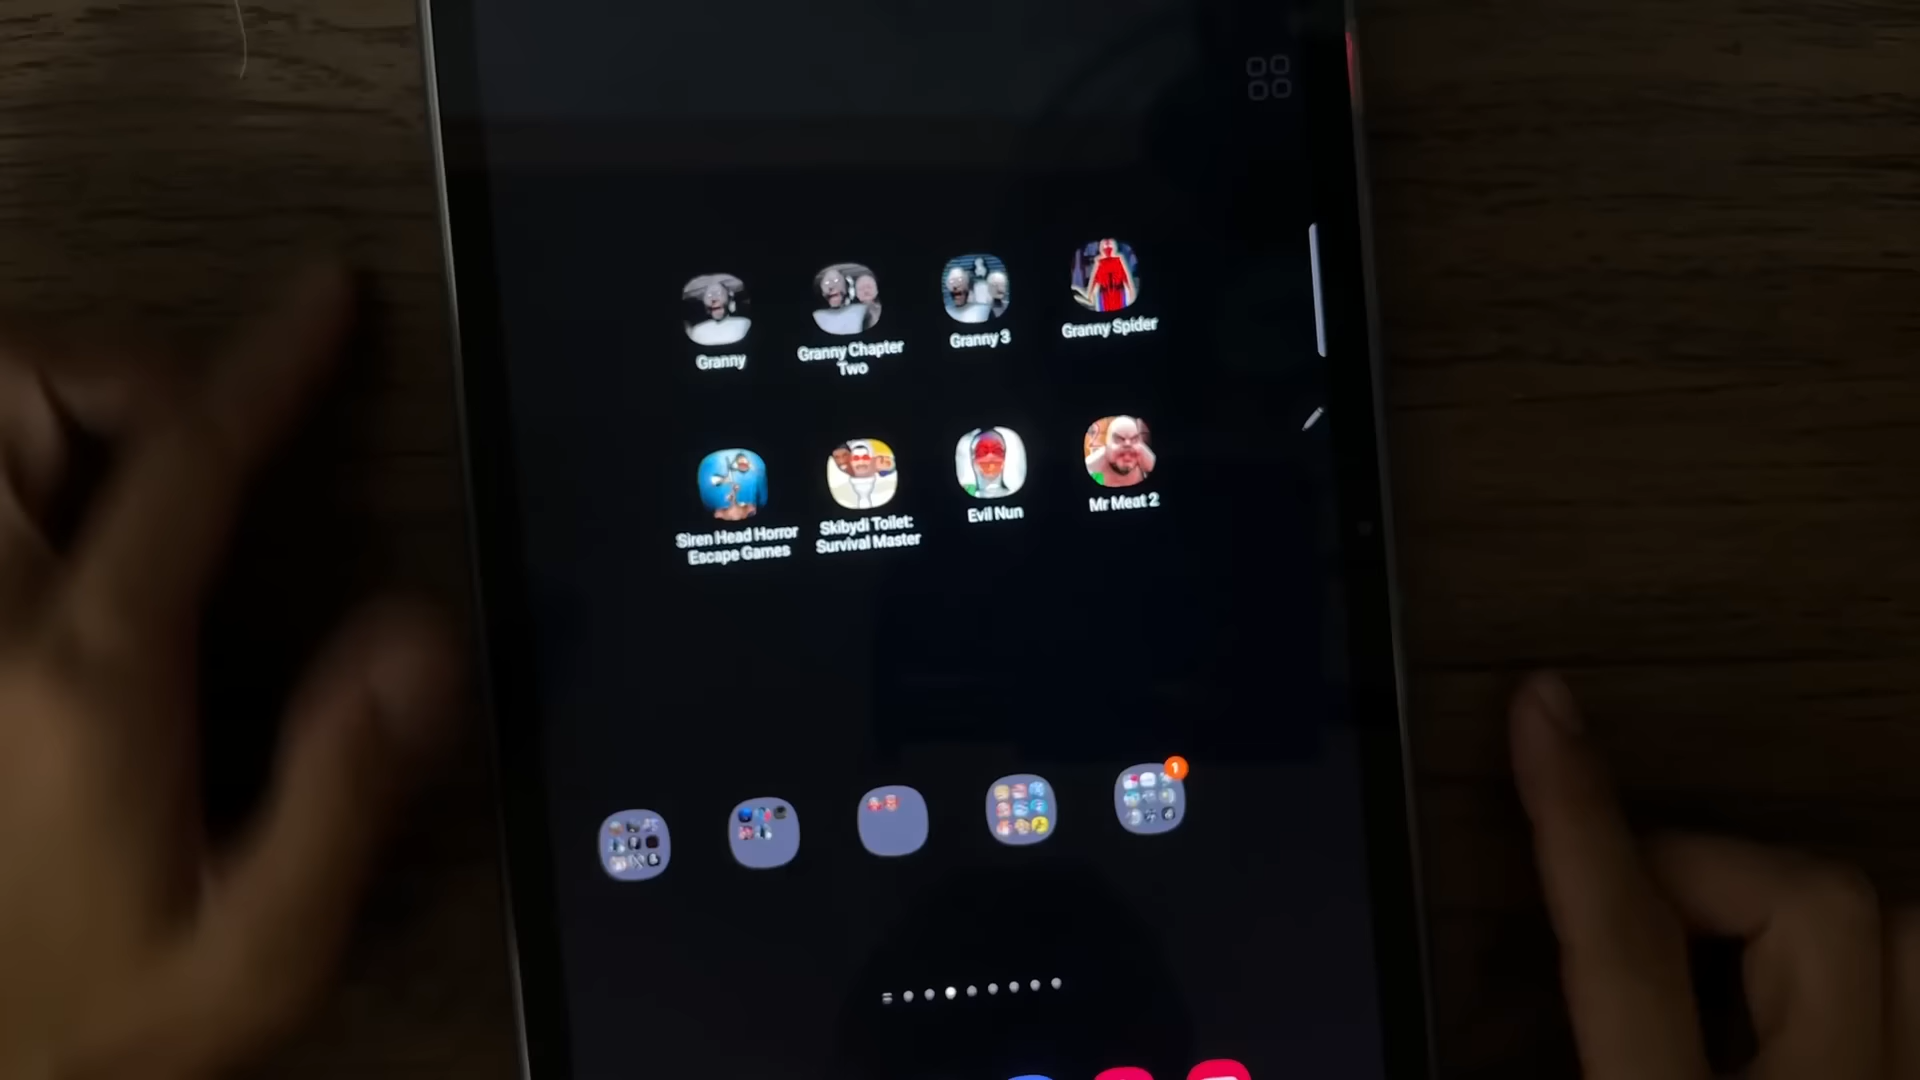 Granny
Granny Chapter
Two
Granny 3
Granny Spider
Siren Head Horror
Escape Games
Skibydi Toilet:
Survival Master
Evil Nun
Mr Meat 2
1